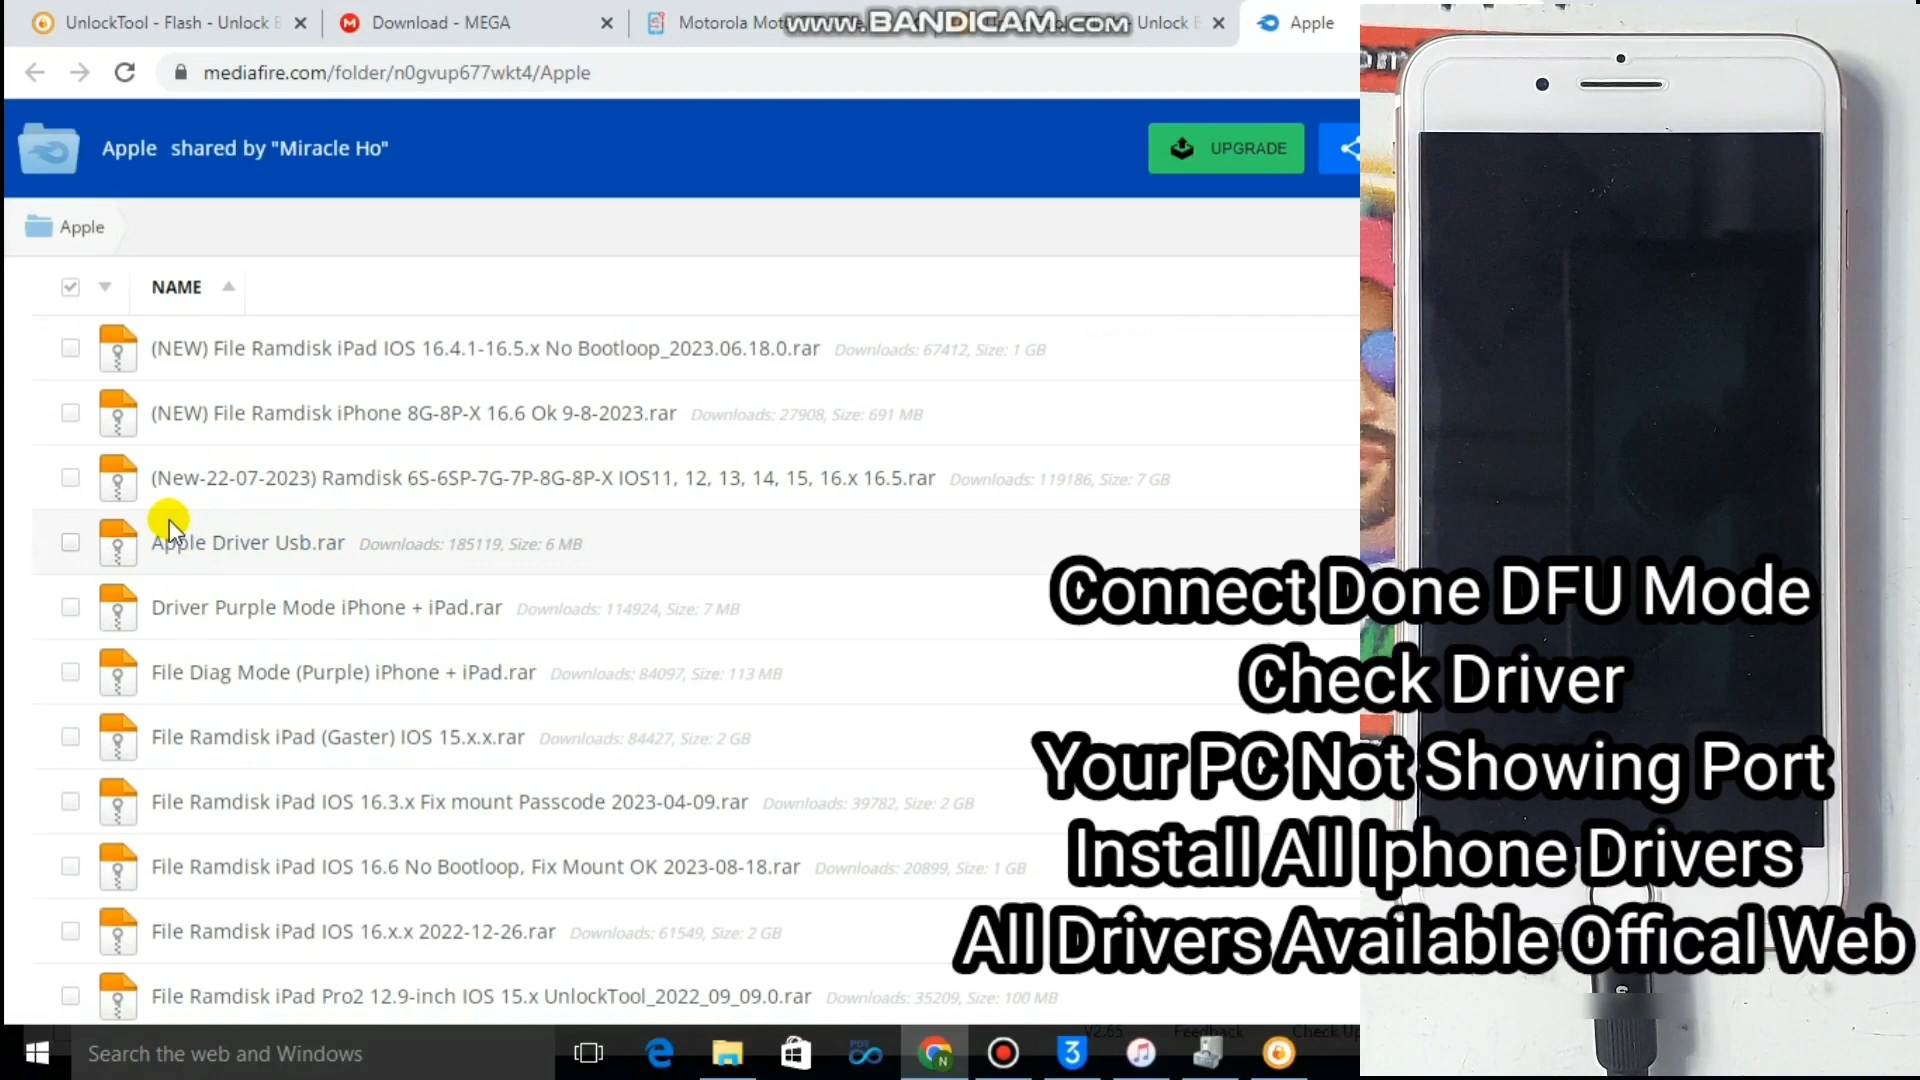 UnlockTool - Flash - Unlock
Download - MEGA
Motorola Mot
Unlock
Apple
www.BANDICAM.com
mediafire.com/folder/n0gvup677wkt4/Apple
Apple shared by "Miracle Ho"
UPGRADE
Apple
NAME
(NEW) File Ramdisk iPad IOS 16.4.1-16.5.x No Bootloop_2023.06.18.0.rar Downloads: 67412, Size: 1 GB
(NEW) File Ramdisk iPhone 8G-8P-X 16.6 Ok 9-8-2023.rar Downloads: 27908, Size: 691 MB
(New-22-07-2023) Ramdisk 6S-6SP-7G-7P-8G-8P-X IOS11, 12, 13, 14, 15, 16.x 16.5.rar Downloads: 119186, Size: 7 GB
Apple Driver Usb.rar Downloads: 185119, Size: 6 MB
Driver Purple Mode iPhone + iPad.rar Downloads: 114924, Size: 7 MB
File Diag Mode (Purple) iPhone + iPad.rar Downloads: 84097, Size: 113 MB
File Ramdisk iPad (Gaster) IOS 15.x.x.rar Downloads: 84427, Size: 2 GB
File Ramdisk iPad IOS 16.3.x Fix mount Passcode 2023-04-09.rar Downloads: 39782, Size: 2 GB
File Ramdisk iPad IOS 16.6 No Bootloop, Fix Mount OK 2023-08-18.rar Downloads: 20899, Size: 1 GB
File Ramdisk iPad IOS 16.x.x 2022-12-26.rar Downloads: 61549, Size: 2 GB
File Ramdisk iPad Pro2 12.9-inch IOS 15.x UnlockTool_2022_09_09.0.rar Downloads: 35209, Size: 100 MB
Connect Done DFU Mode
Check Driver
Your PC Not Showing Port
Install All Iphone Drivers
All Drivers Available Offical Web
V2.65 Feedback Check Up
Search the web and Windows